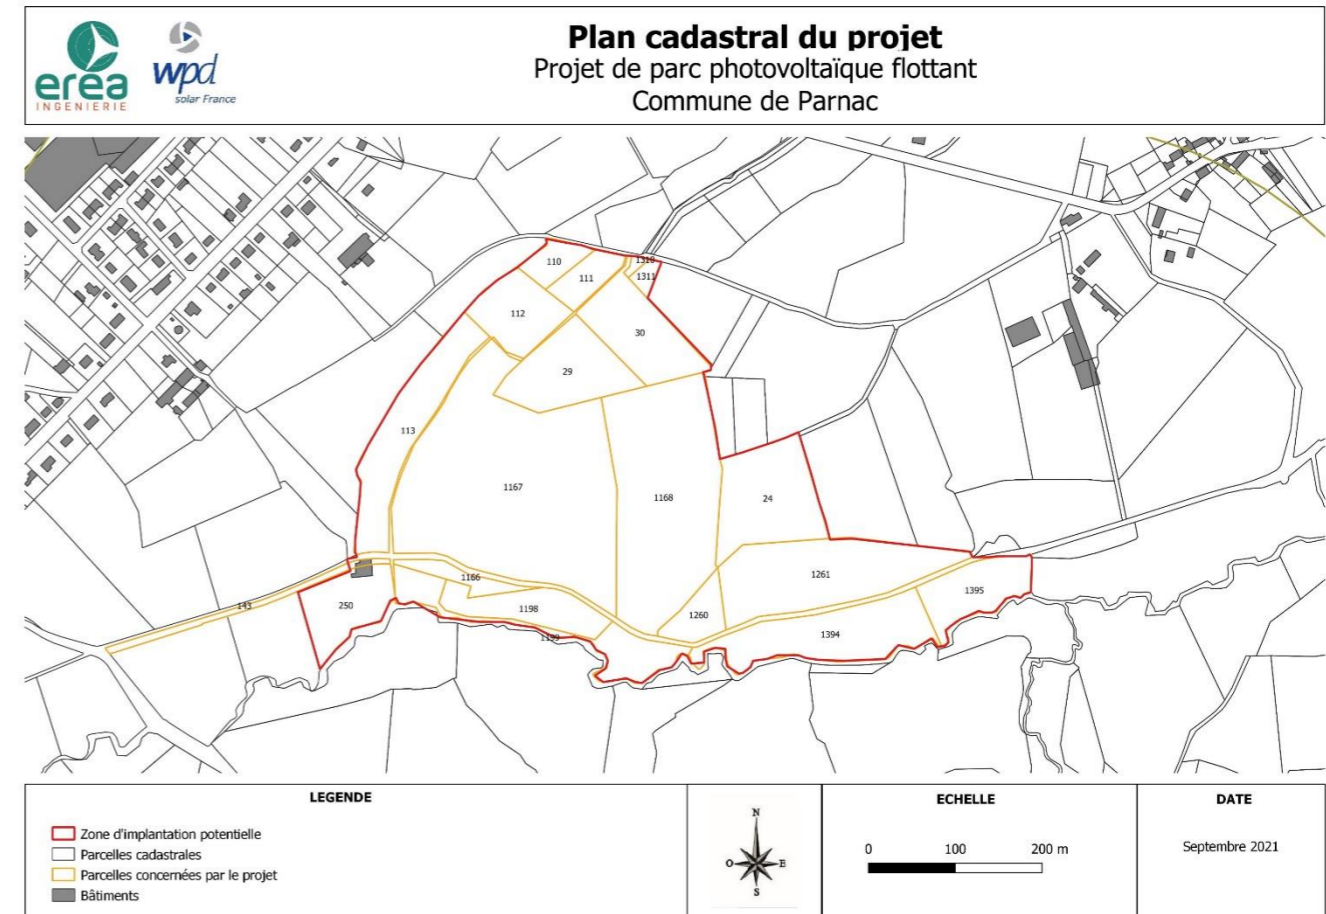 Plan cadastral du projet
Projet de parc photovoltaïque flottant
Commune de Parnac
erea
INGENIERIE
wpd
solar France
110
1310
111
1311
112
30
29
113
1167
1168
24
1166
1261
143
250
1198
1260
1395
1199
1394
LEGENDE
Zone d'implantation potentielle
Parcelles cadastrales
Parcelles concernées par le projet
Bâtiments
N
O
E
S
ECHELLE
0 100 200 m
DATE
Septembre 2021